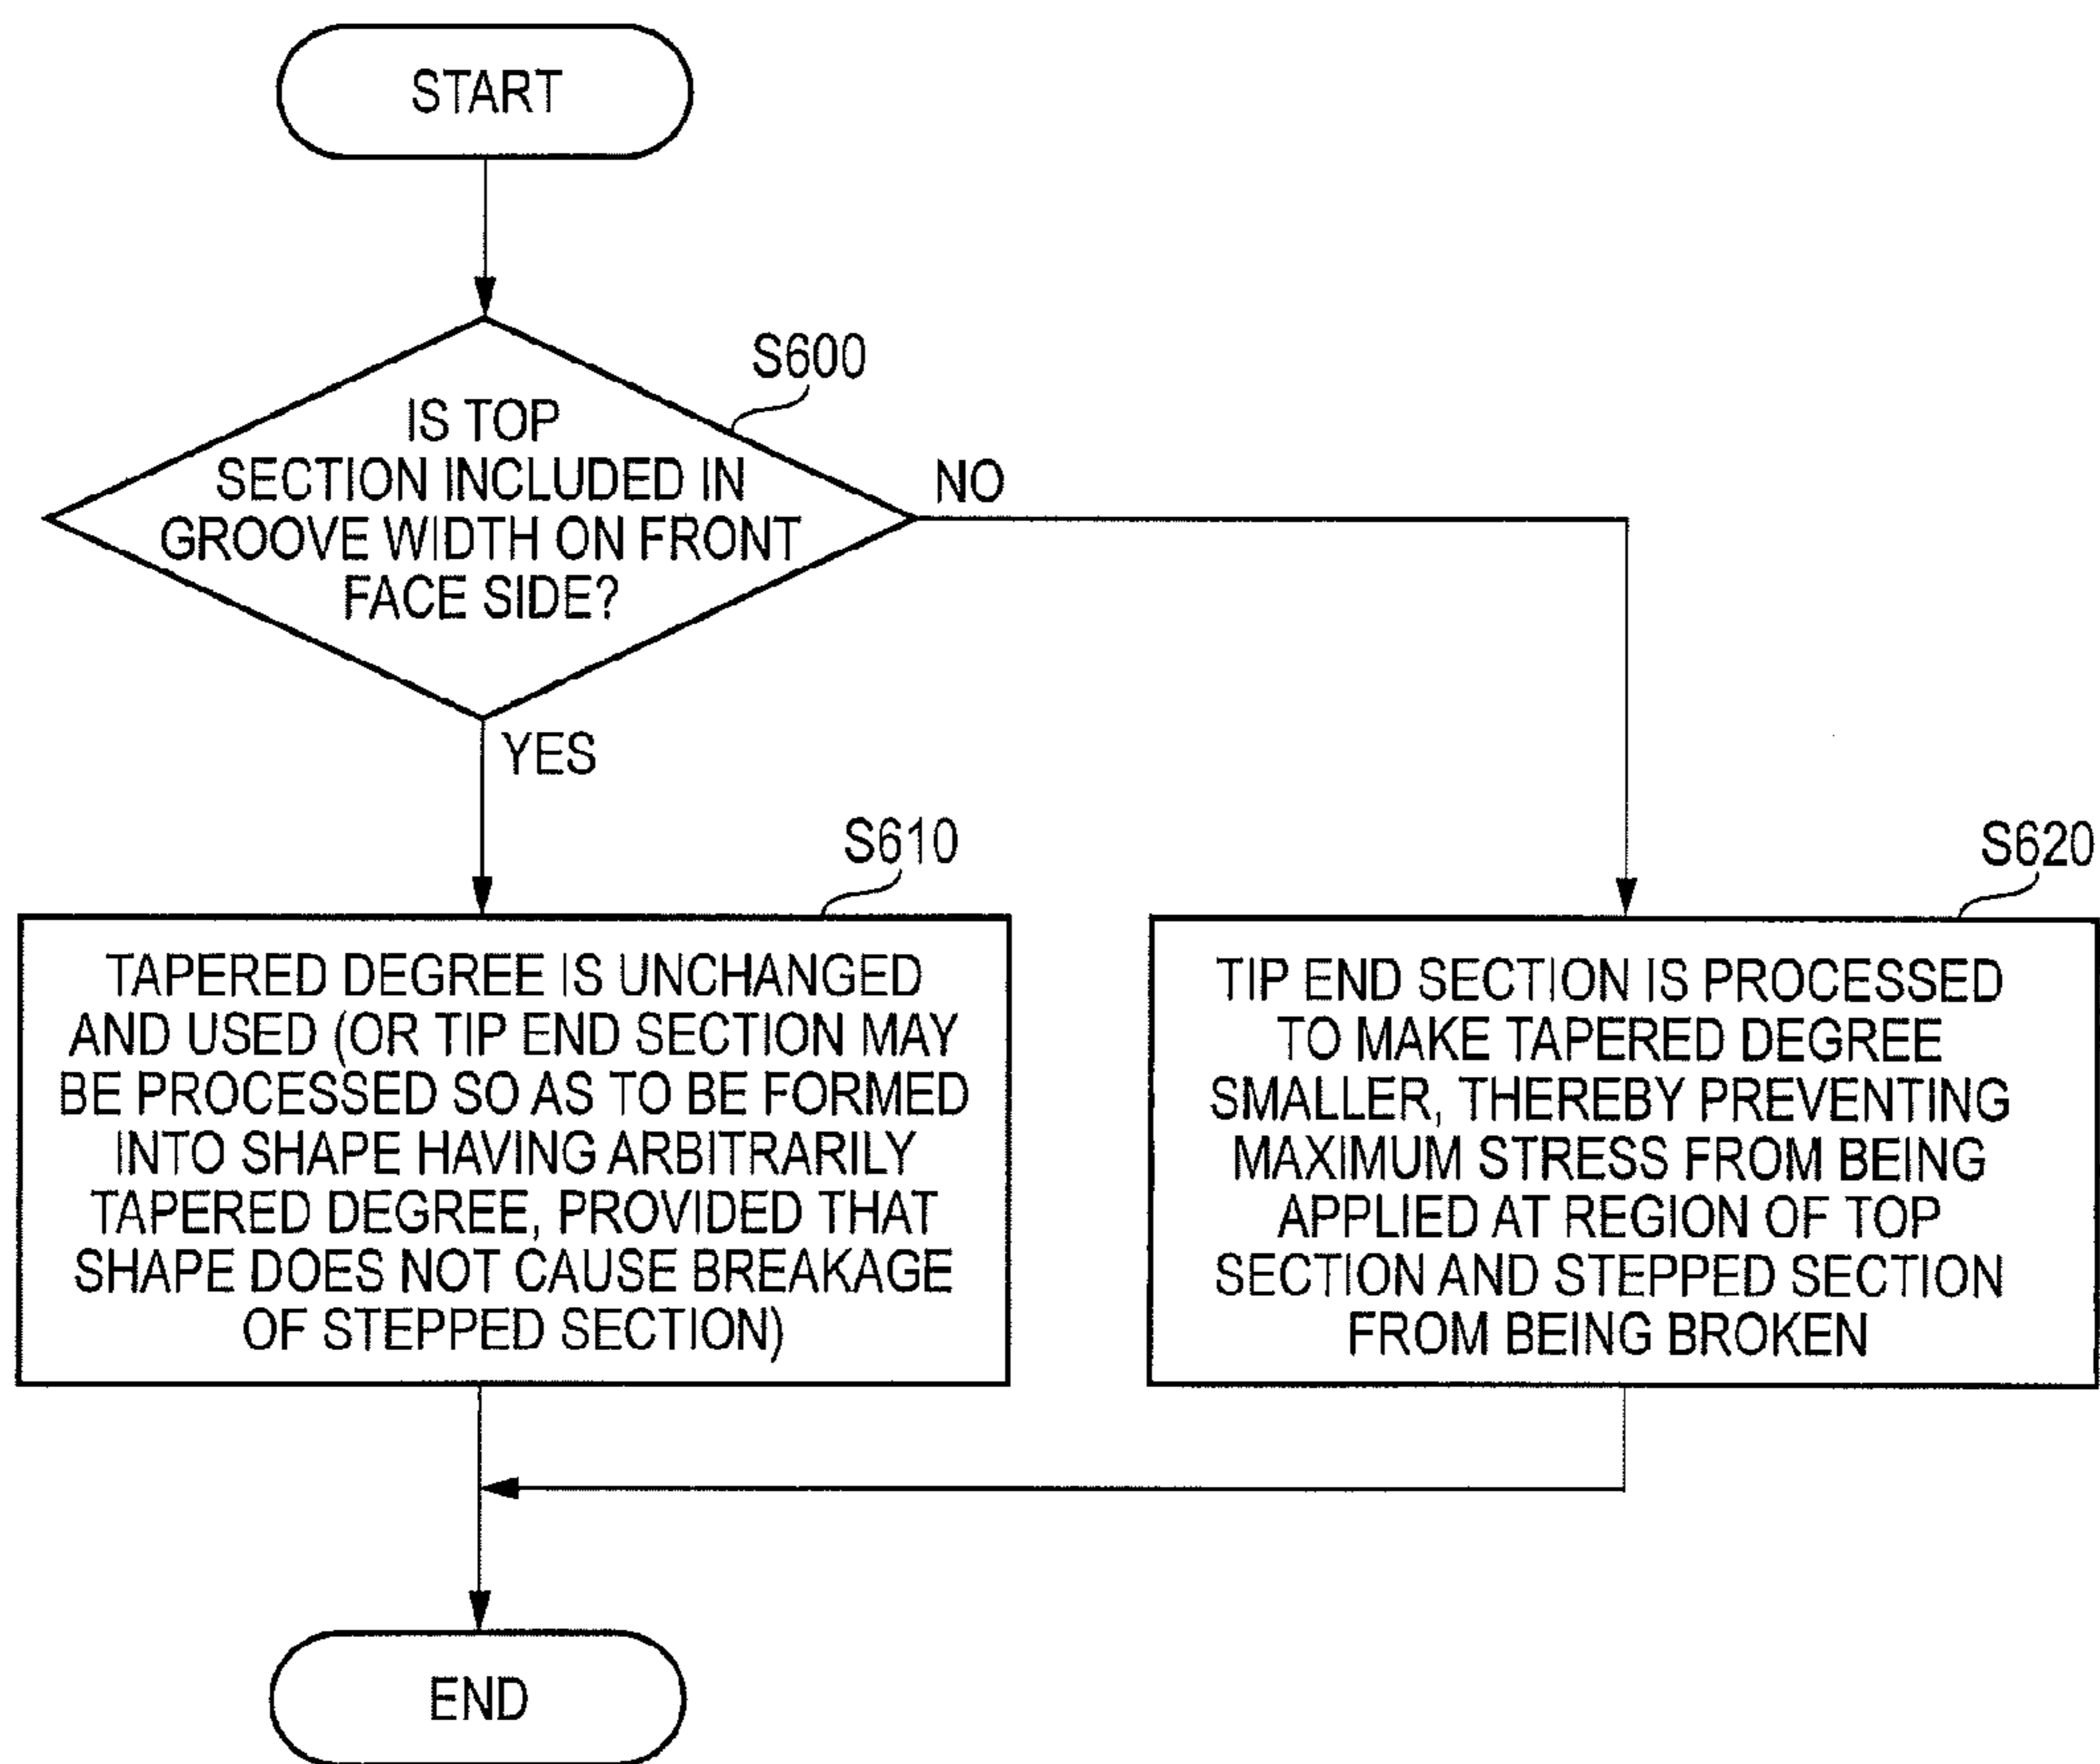 START
S600
IS TOP
SECTION INCLUDED IN
GROOVE WIDTH ON FRONT
FACE SIDE?
NO
YES
S610
TAPERED DEGREE IS UNCHANGED
AND USED (OR TIP END SECTION MAY
BE PROCESSED SO AS TO BE FORMED
INTO SHAPE HAVING ARBITRARILY
TAPERED DEGREE, PROVIDED THAT
SHAPE DOES NOT CAUSE BREAKAGE
OF STEPPED SECTION)
S620
TIP END SECTION IS PROCESSED
TO MAKE TAPERED DEGREE
SMALLER, THEREBY PREVENTING
MAXIMUM STRESS FROM BEING
APPLIED AT REGION OF TOP
SECTION AND STEPPED SECTION
FROM BEING BROKEN
END